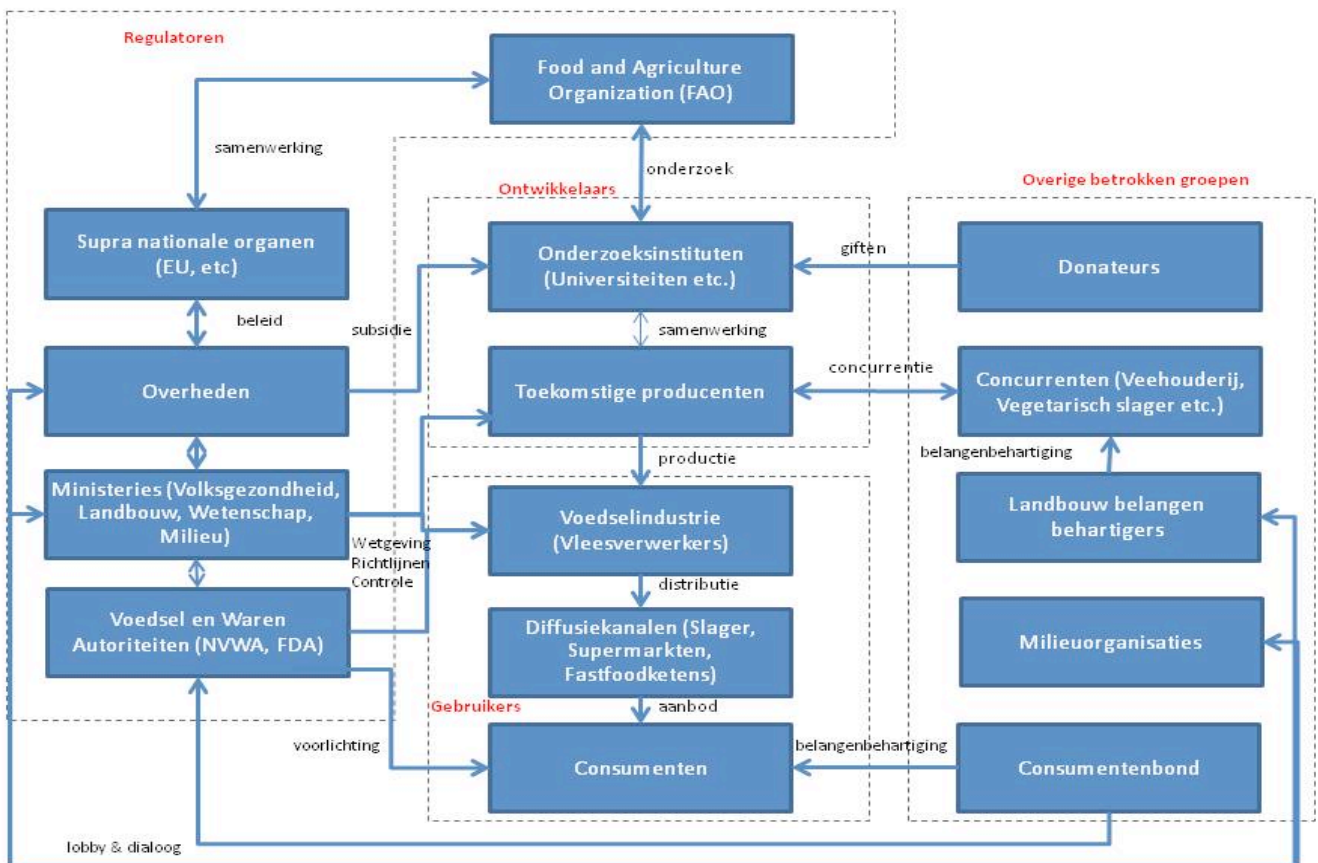 Regulatoren
Food and Agriculture
Organization (FAO)
samenwerking
onderzoek
Ontwikkelaars
Overige betrokken groepen
Supra nationale organen
(EU, etc)
Onderzoeksinstituten
(Universiteiten etc.)
giften
Donateurs
beleid
subsidie
samenwerking
Overheden
Toekomstige producenten
concurrentie
Concurrenten (Veehouderij,
Vegetarisch slager etc.)
productie
belangenbehartiging
Ministeries (Volksgezondheid,
Landbouw, Wetenschap,
Milieu)
Voedselindustrie
(Vleesverwerkers)
Landbouw belangen
behartigers
Wetgeving
Richtlijnen
Controle
distributie
Voedsel en Waren
Autoriteiten (NVWA, FDA)
Diffusiekanalen (Slager,
Supermarkten,
Fastfoodketens)
Milieuorganisaties
Gebruikers
aanbod
voorlichting
Consumenten
belangenbehartiging
Consumentenbond
lobby & dialoog